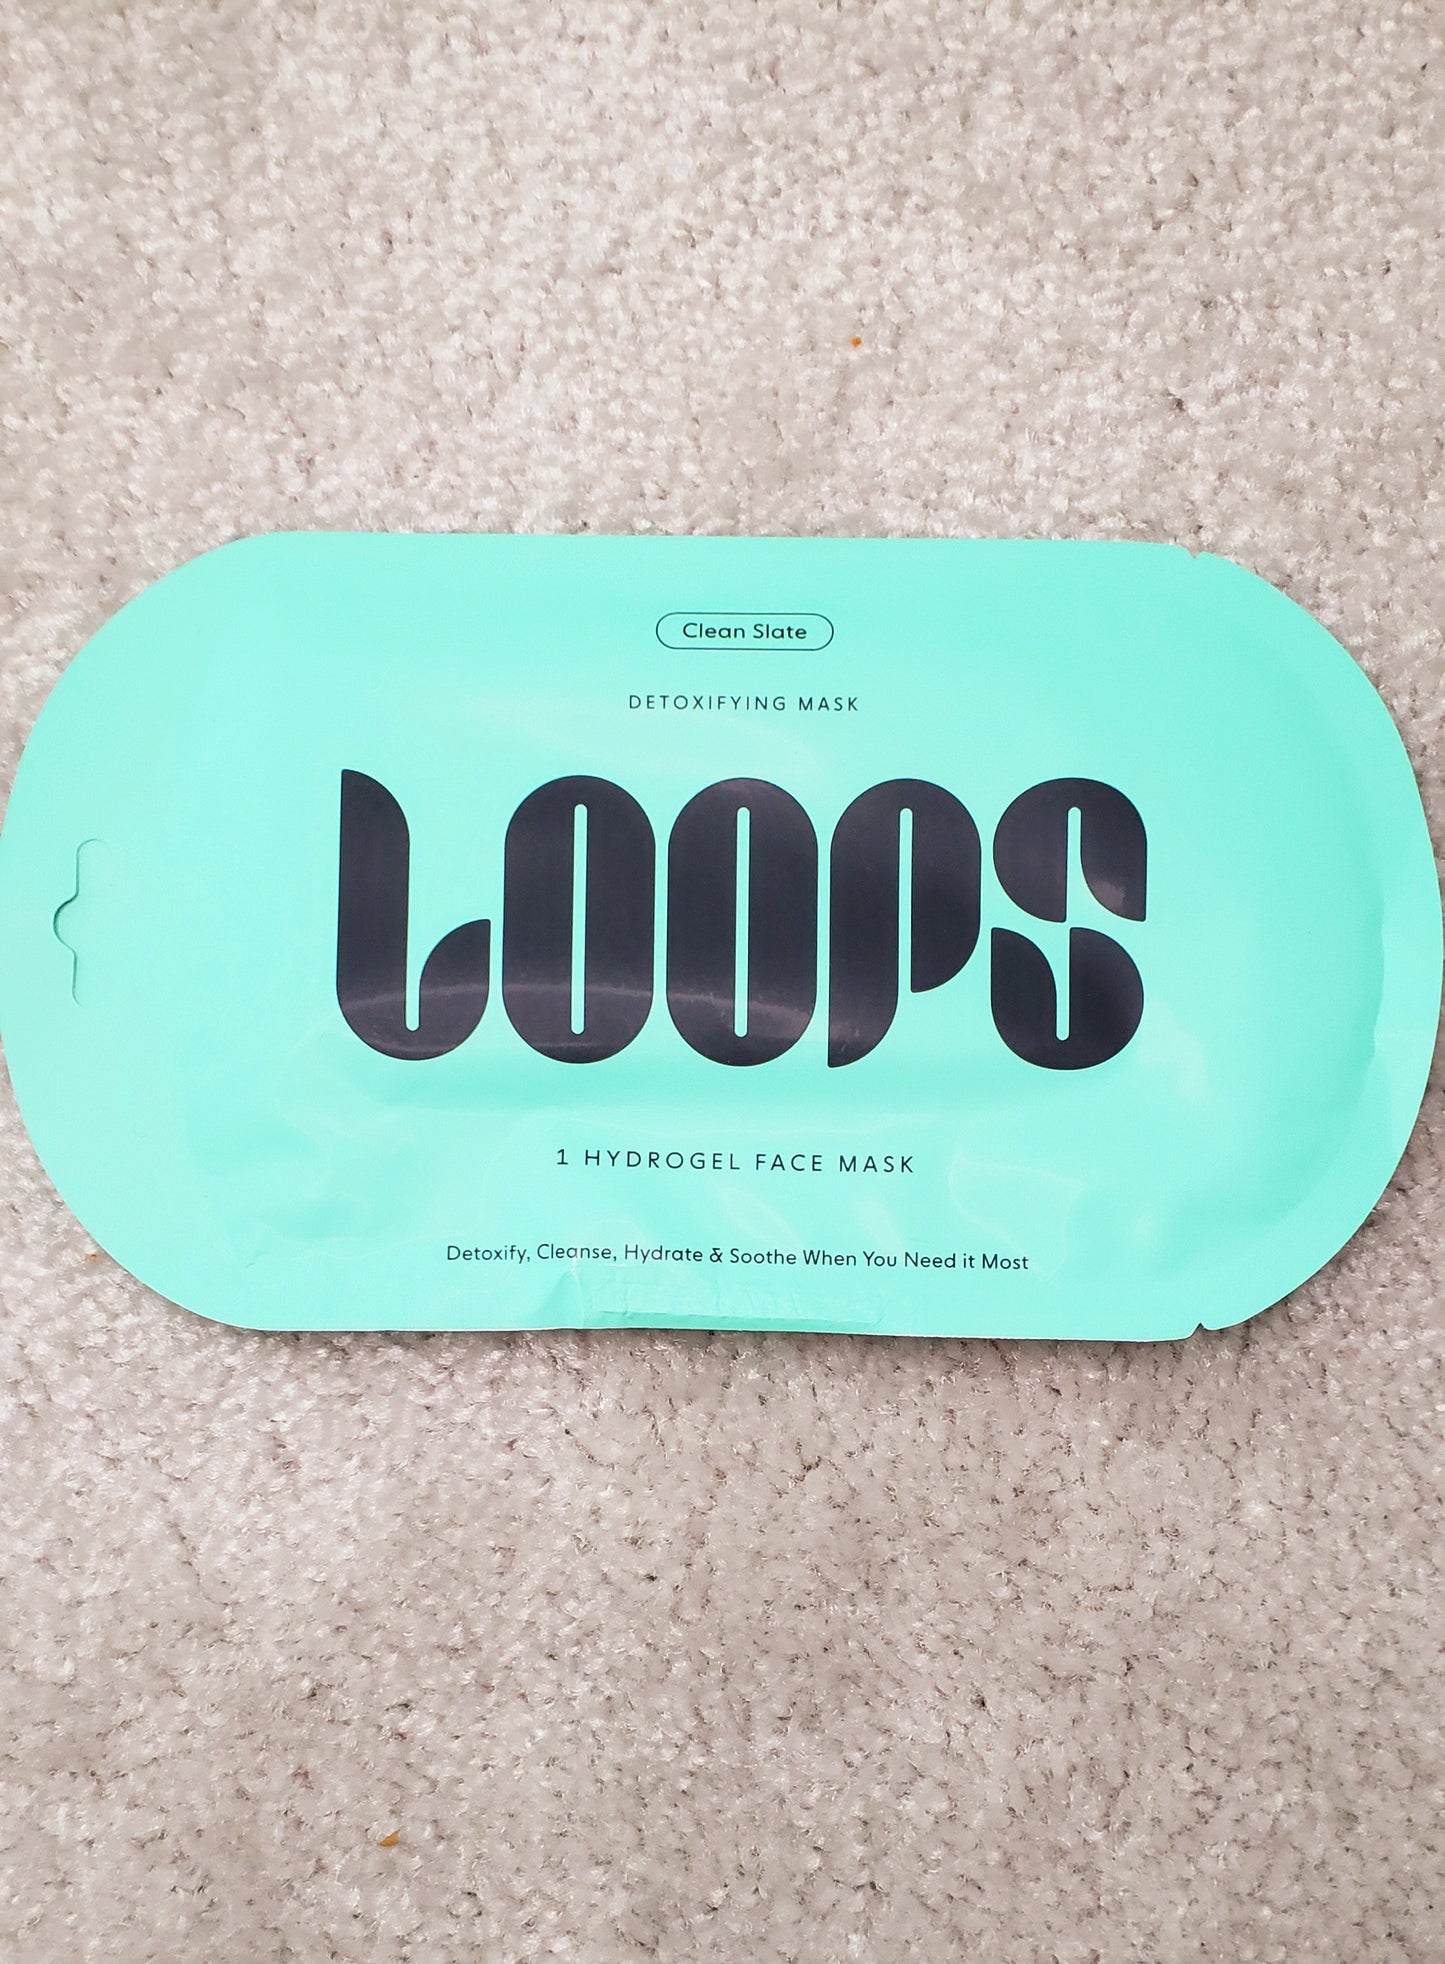 Clean Slate
DETOXIFYING MASK
LOOPS
1 HYDROGEL FACE MASK
Detoxify, Cleanse, Hydrate & Soothe When You Need it Most